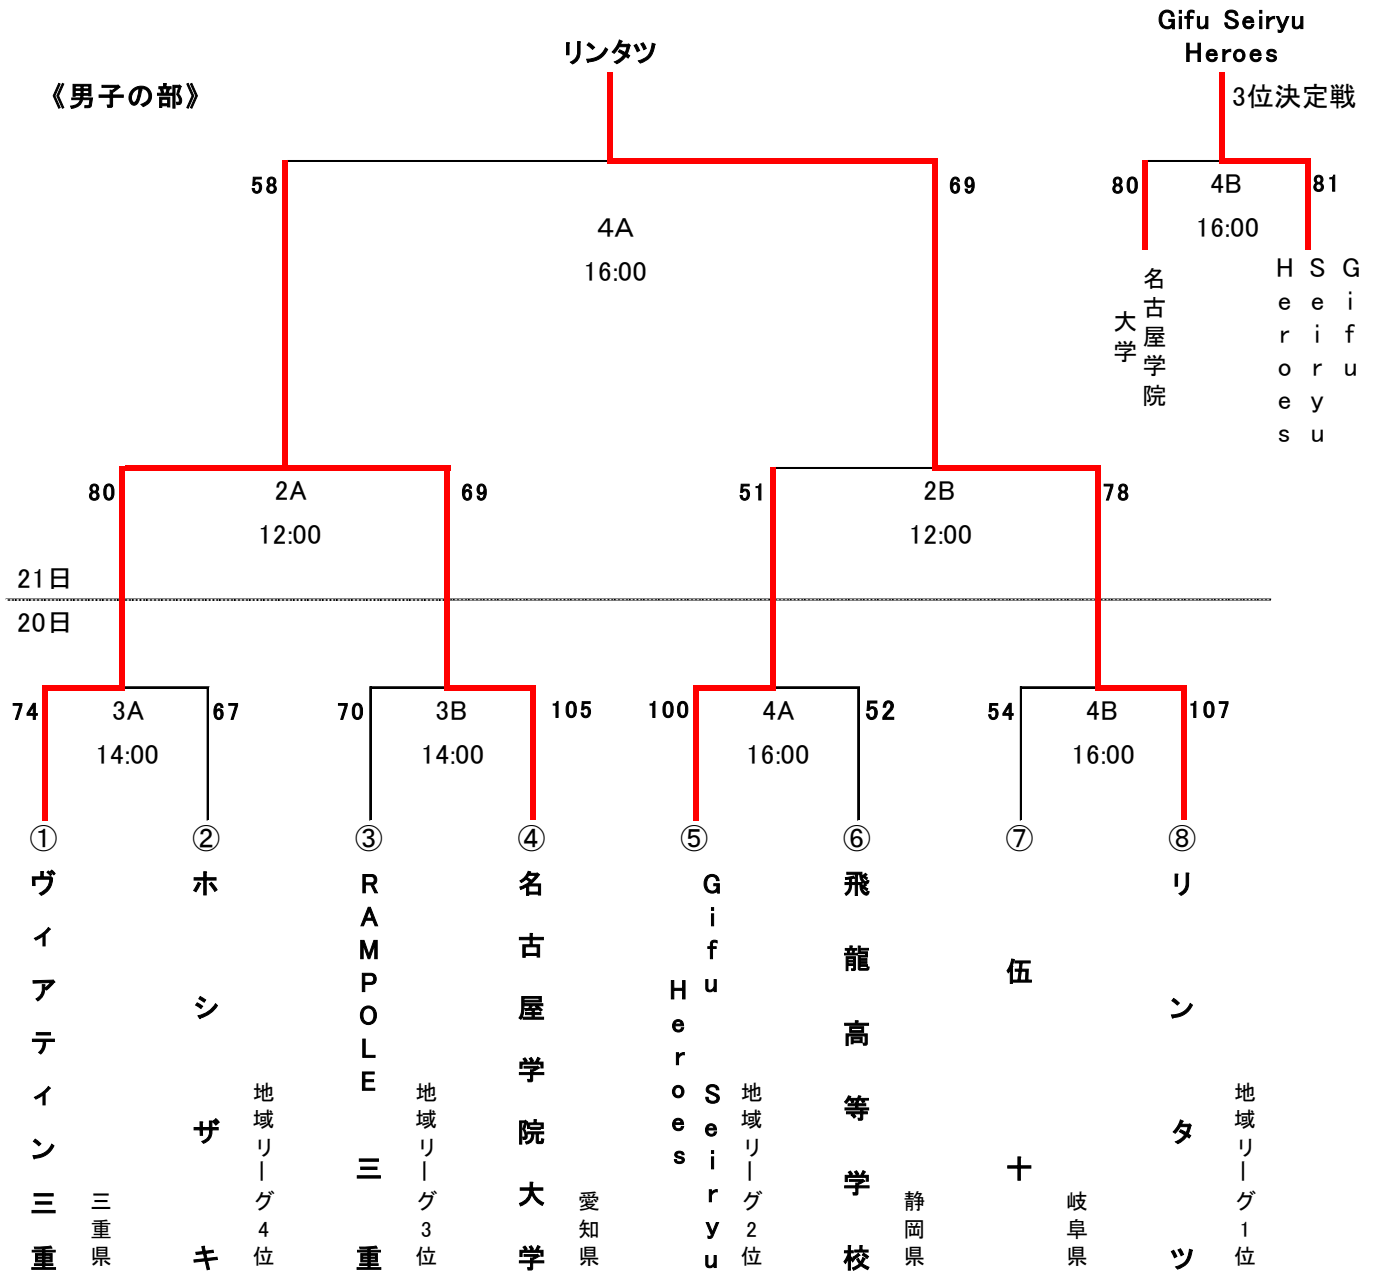 Gifu Seiryu
Heroes
リンタツ
《男子の部》
3位決定戦
58
69
80
4B
81
4A
16:00
16:00
名古屋学院
大学
Gifu
Seiryu
Heroes
80
2A
69
51
2B
78
12:00
12:00
21日
20日
74
3A
67
70
3B
105
100
4A
52
54
4B
107
14:00
14:00
16:00
16:00
①
②
③
④
⑤
⑥
⑦
⑧
ヴィアティン三重
三重県
ホシザキ
地域リーグ4位
RAMPOLE 三重
地域リーグ3位
名古屋学院大学
愛知県
Gifu Seiryu
Heroes
地域リーグ2位
飛龍高等学校
静岡県
伍十
岐阜県
リンタツ
地域リーグ1位